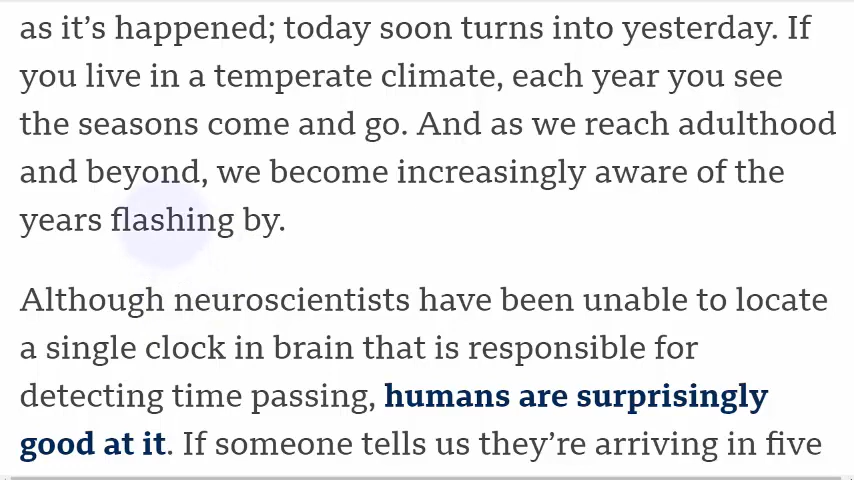 as it’s happened; today soon turns into yesterday. If
you live in a temperate climate, each year you see
the seasons come and go. And as we reach adulthood
and beyond, we become increasingly aware of the
years flashing by.
Although neuroscientists have been unable to locate
a single clock in brain that is responsible for
detecting time passing, humans are surprisingly
good at it. If someone tells us they’re arriving in five